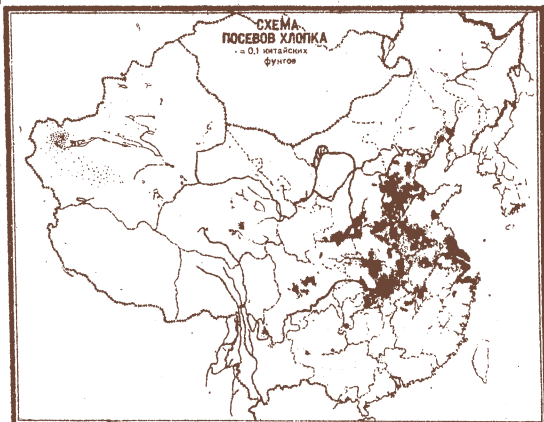 СХЕМА
ПОСЕВОВ ХЛОПКА
· = 0,1 китайских
фунтов